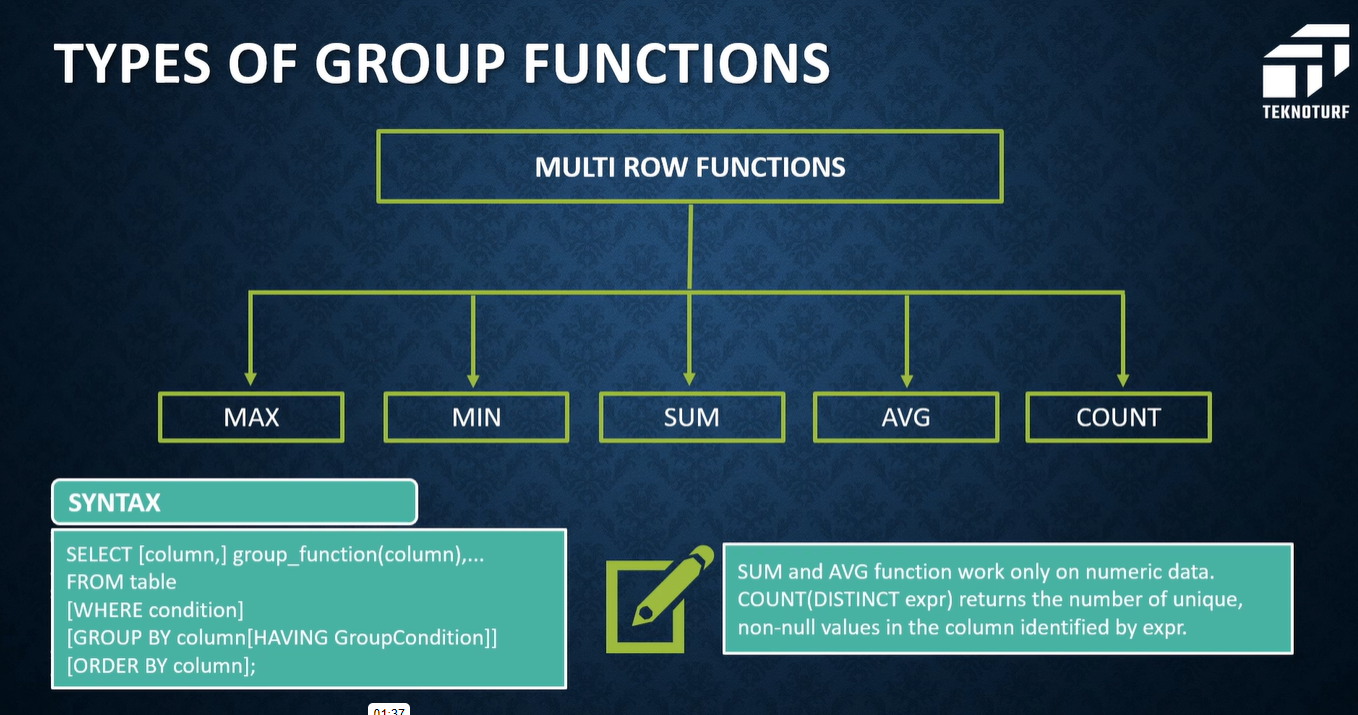 TYPES OF GROUP FUNCTIONS
TEKNOTURF
MULTI ROW FUNCTIONS
MAX
MIN
SUM
AVG
COUNT
SYNTAX
SELECT [column,] group_function(column),...
FROM table
[WHERE condition]
[GROUP BY column[HAVING GroupCondition]]
[ORDER BY column];
SUM and AVG function work only on numeric data.
COUNT(DISTINCT expr) returns the number of unique,
non-null values in the column identified by expr.
01:37